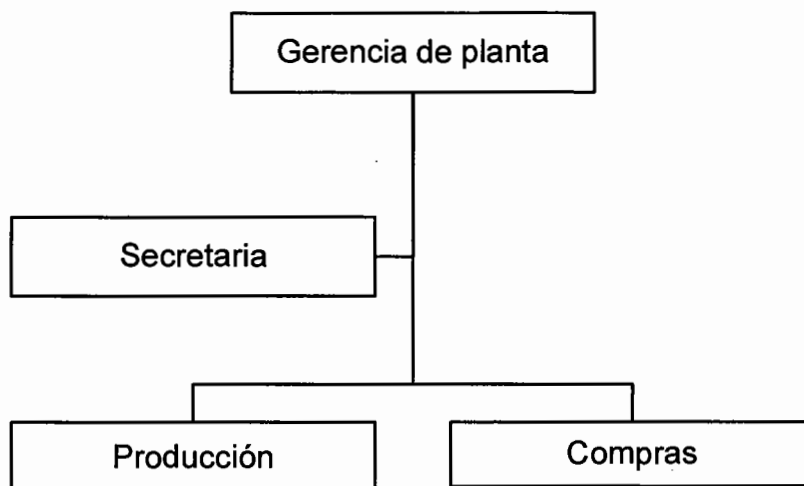 Gerencia de planta
Secretaria
Producción
Compras